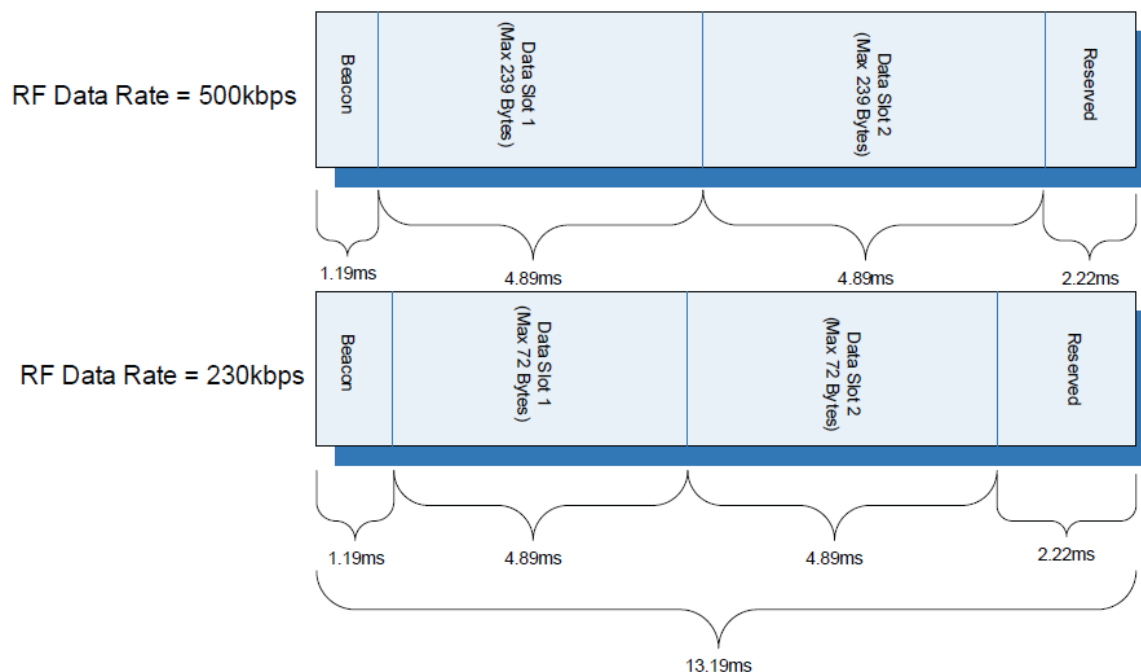 RF Data Rate = 500kbps
Beacon
Data Slot 1
(Max 239 Bytes)
Data Slot 2
(Max 239 Bytes)
Reserved
1.19ms
4.89ms
4.89ms
2.22ms
RF Data Rate = 230kbps
Beacon
Data Slot 1
(Max 72 Bytes)
Data Slot 2
(Max 72 Bytes)
Reserved
1.19ms
4.89ms
4.89ms
2.22ms
13.19ms